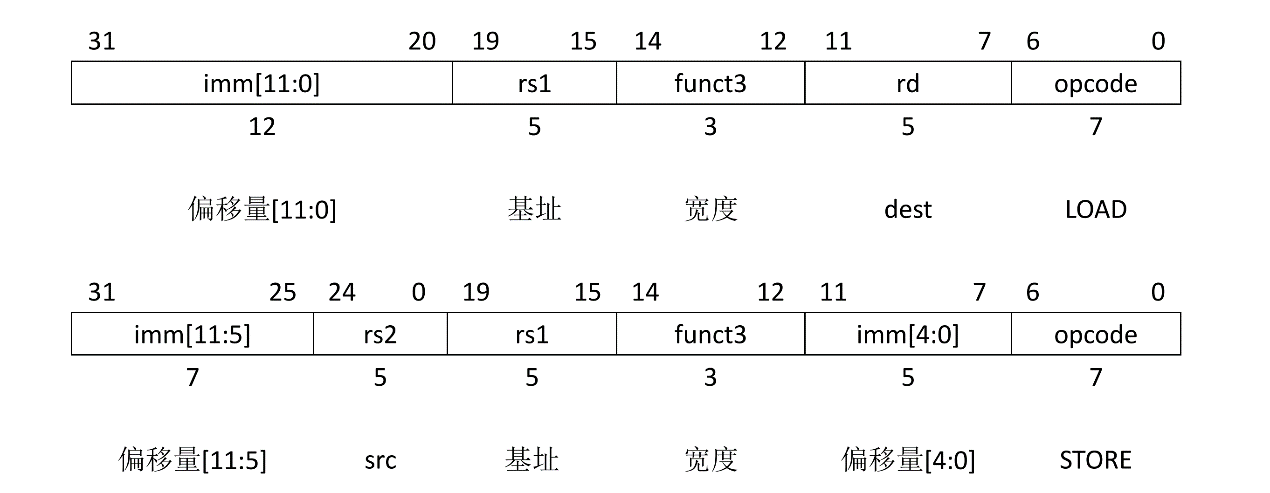 31 20 19 15 14 12 11 7 6 0
imm[11:0] rs1 funct3 rd opcode
12 5 3 5 7
偏移量[11:0] 基址 宽度 dest LOAD
31 25 24 0 19 15 14 12 11 7 6 0
imm[11:5] rs2 rs1 funct3 imm[4:0] opcode
7 5 5 3 5 7
偏移量[11:5] src 基址 宽度 偏移量[4:0] STORE